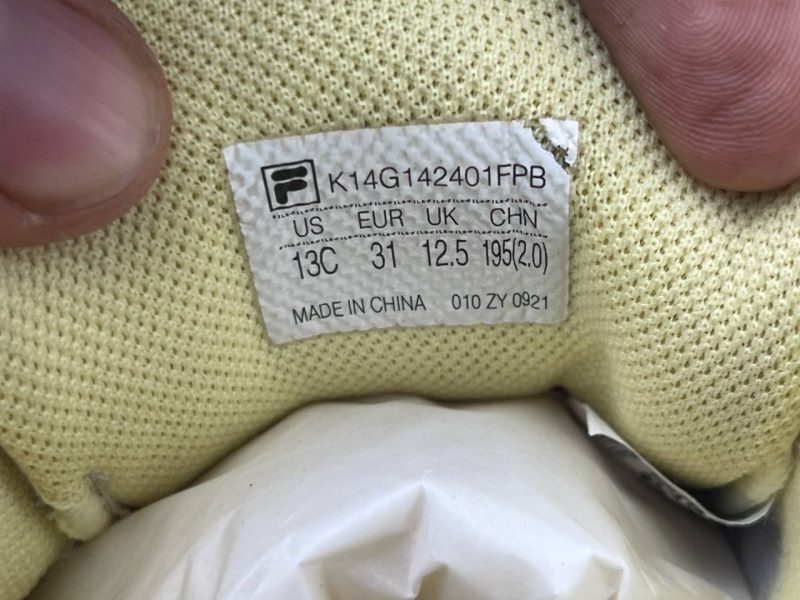 K14G142401FPB
US EUR UK CHN
13C 31 12.5 195(2.0)
MADE IN CHINA 010 ZY 0921